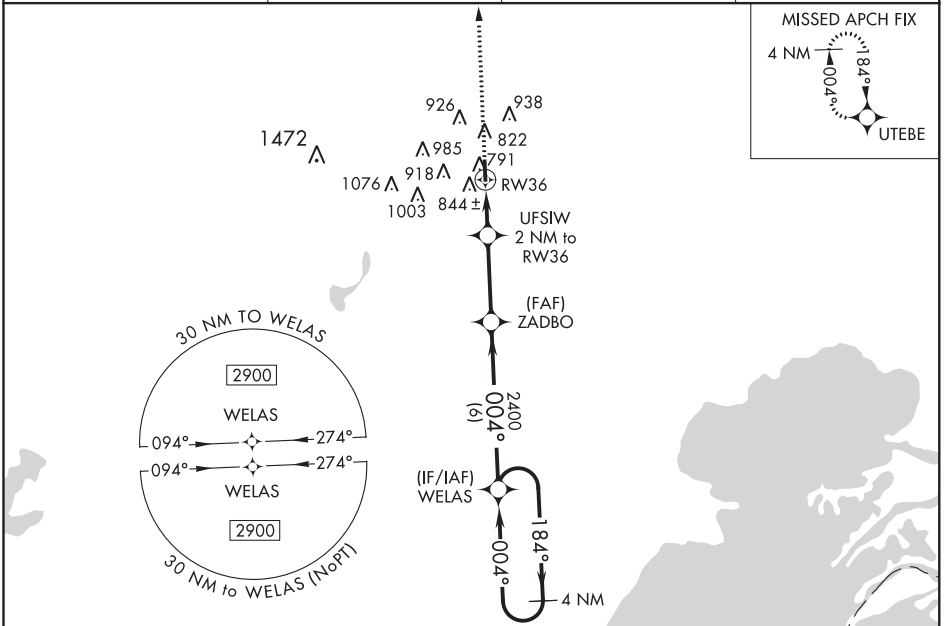 MISSED APCH FIX
4 NM
004°
184°
UTEBE
926
938
822
1472
985
791
918
1076
RW36
844 ±
1003
UFSIW
2 NM to
RW36
(FAF)
ZADBO
30 NM TO WELAS
2900
WELAS
094°
274°
094°
274°
WELAS
2900
30 NM to WELAS (NoPT)
2400
004°
(6)
(IF/IAF)
WELAS
184°
004°
4 NM